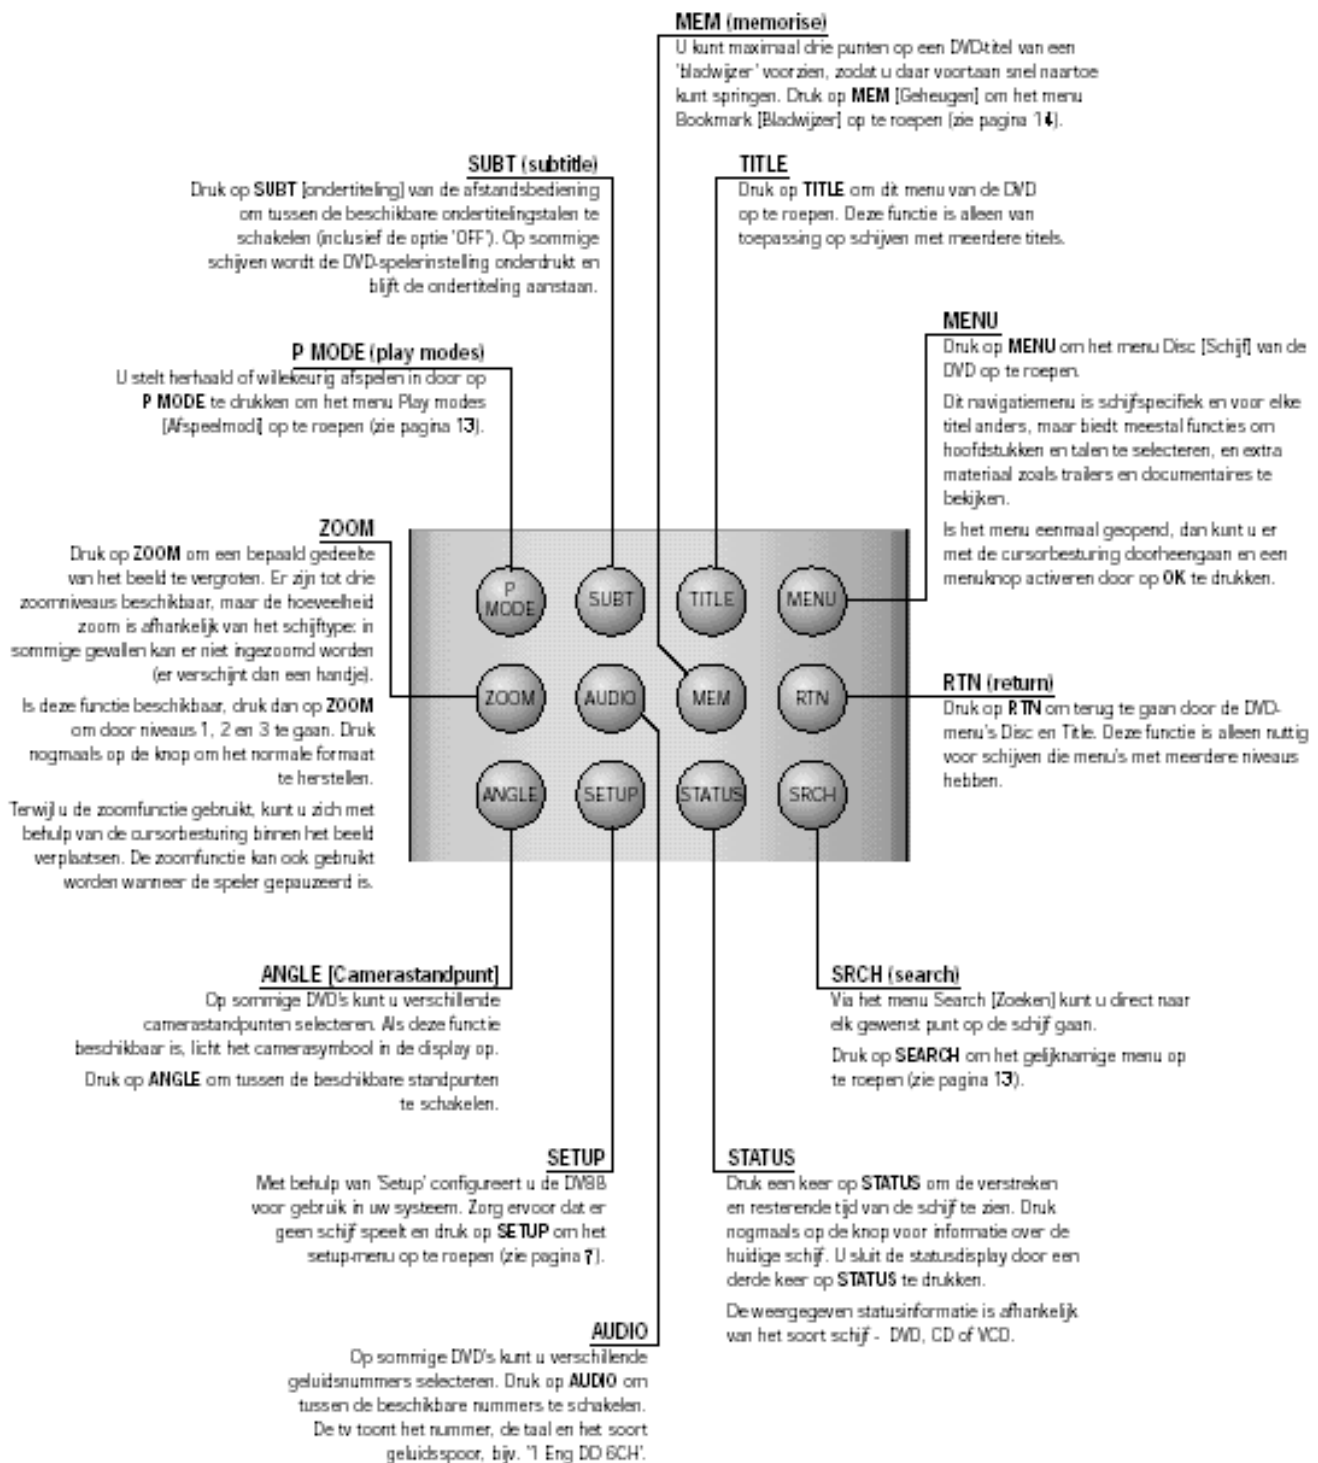 MEM (memorise)
U kunt maximaal drie punten op een DVD-titel van een
'bladwijzer' voorzien, zodat u daar voortaan snel naartoe
kunt springen. Druk op MEM [Geheugen] om het menu
Bookmark [Bladwijzer] op te roepen (zie pagina 14).
SUBT (subtitle)
Druk op SUBT [ondertiteling] van de afstandsbediening
om tussen de beschikbare ondertitelingstalen te
schakelen (inclusief de optie 'OFF'). Op sommige
schijven wordt de DVD-spelerinstelling onderdrukt en
blijft de ondertiteling aanstaan.
TITLE
Druk op TITLE om dit menu van de DVD
op te roepen. Deze functie is alleen van
toepassing op schijven met meerdere titels.
P MODE (play modes)
U stelt herhaald of willekeurig afspelen in door op
P MODE te drukken om het menu Play modes
[Afspeelmodi] op te roepen (zie pagina 13).
MENU
Druk op MENU om het menu Disc [Schijf] van de
DVD op te roepen.
Dit navigatiemenu is schijfspecifiek en voor elke
titel anders, maar biedt meestal functies om
hoofdstukken en talen te selecteren, en extra
materiaal zoals trailers en documentaires te
bekijken.
Is het menu eenmaal geopend, dan kunt u er
met de cursorbesturing doorheengaan en een
menuknop activeren door op OK te drukken.
ZOOM
Druk op ZOOM om een bepaald gedeelte
van het beeld te vergroten. Er zijn tot drie
zoomniveaus beschikbaar, maar de hoeveelheid
zoom is afhankelijk van het schijftype: in
sommige gevallen kan er niet ingezoomd worden
(er verschijnt dan een handje).
Is deze functie beschikbaar, druk dan op ZOOM
om door niveaus 1, 2 en 3 te gaan. Druk
nogmaals op de knop om het normale formaat
te herstellen.
Terwijl u de zoomfunctie gebruikt, kunt u zich met
behulp van de cursorbesturing binnen het beeld
verplaatsen. De zoomfunctie kan ook gebruikt
worden wanneer de speler gepauzeerd is.
P
MODE
SUBT
TITLE
MENU
ZOOM
AUDIO
MEM
RTN
ANGLE
SETUP
STATUS
SRCH
RTN (return)
Druk op RTN om terug te gaan door de DVD-
menu's Disc en Title. Deze functie is alleen nuttig
voor schijven die menu's met meerdere niveaus
hebben.
ANGLE [Camerastandpunt]
Op sommige DVD's kunt u verschillende
camerastandpunten selecteren. Als deze functie
beschikbaar is, licht het camerasymbool in de display op.
Druk op ANGLE om tussen de beschikbare standpunten
te schakelen.
SRCH (search)
Via het menu Search [Zoeken] kunt u direct naar
elk gewenst punt op de schijf gaan.
Druk op SEARCH om het gelijknamige menu op
te roepen (zie pagina 13).
SETUP
Met behulp van 'Setup' configureert u de DV88
voor gebruik in uw systeem. Zorg ervoor dat er
geen schijf speelt en druk op SETUP om het
setup-menu op te roepen (zie pagina 7).
STATUS
Druk een keer op STATUS om de verstreken
en resterende tijd van de schijf te zien. Druk
nogmaals op de knop voor informatie over de
huidige schijf. U sluit de statusdisplay door een
derde keer op STATUS te drukken.
De weergegeven statusinformatie is afhankelijk
van het soort schijf - DVD, CD of VCD.
AUDIO
Op sommige DVD's kunt u verschillende
geluidsnummers selecteren. Druk op AUDIO om
tussen de beschikbare nummers te schakelen.
De tv toont het nummer, de taal en het soort
geluidsspoor, bijv. '1 Eng DD 6CH'.